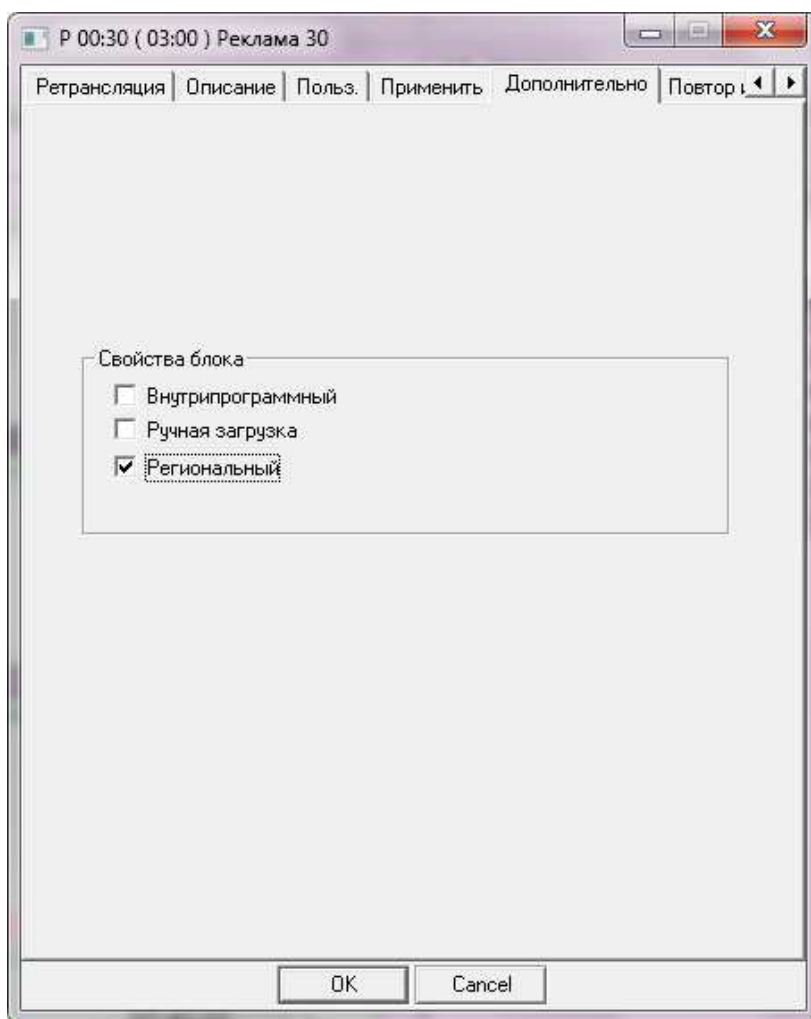 Р 00:30 ( 03:00 ) Реклама 30
Ретрансляция Описание Польз. Применить Дополнительно Повтор
Свойства блока
Внутрипрограммный
Ручная загрузка
Региональный
OK Cancel